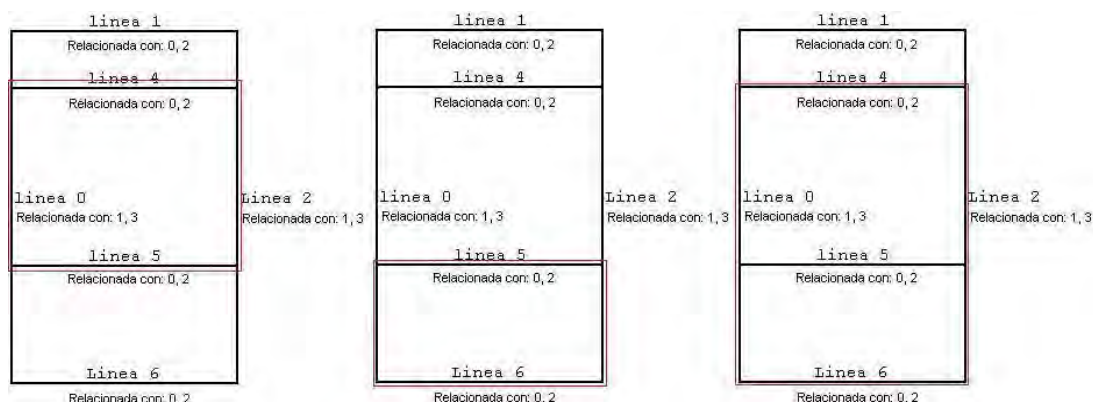 linea 1
Relacionada con: 0, 2
linea 4
Relacionada con: 0, 2
linea 0
Relacionada con: 1, 3
Linea 2
Relacionada con: 1, 3
linea 5
Relacionada con: 0, 2
Linea 6
Relacionada con: 0, 2
linea 1
Relacionada con: 0, 2
linea 4
Relacionada con: 0, 2
linea 0
Relacionada con: 1, 3
Linea 2
Relacionada con: 1, 3
linea 5
Relacionada con: 0, 2
Linea 6
Relacionada con: 0, 2
linea 1
Relacionada con: 0, 2
linea 4
Relacionada con: 0, 2
linea 0
Relacionada con: 1, 3
Linea 2
Relacionada con: 1, 3
linea 5
Relacionada con: 0, 2
Linea 6
Relacionada con: 0, 2